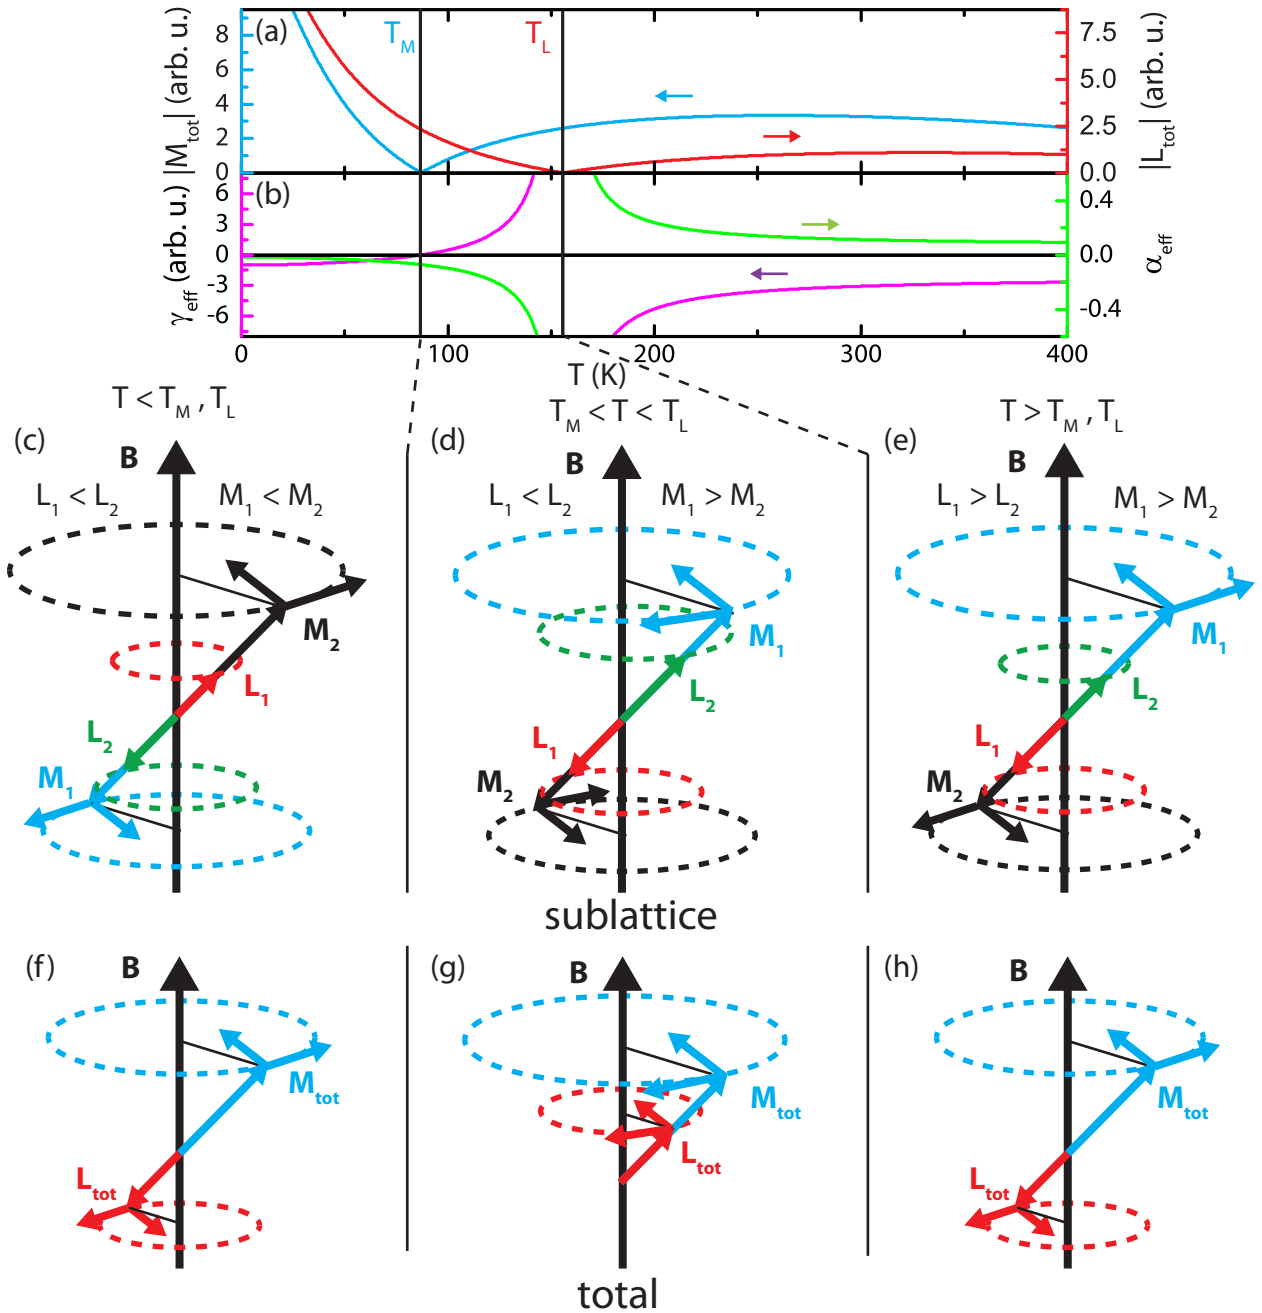 (a)
T_M
T_L
|M_tot| (arb. u.)
8
6
4
2
0
7.5
5.0
2.5
0.0
|L_tot| (arb. u.)
(b)
γ_eff (arb. u.)
6
3
0
-3
-6
0.4
0.0
-0.4
α_eff
0
100
200
300
400
T (K)
T < T_M , T_L
T_M < T < T_L
T > T_M, T_L
(c)
B
L_1 < L_2
M_1 < M_2
M_2
L_1
L_2
M_1
(d)
B
L_1 < L_2
M_1 > M_2
M_1
L_2
L_1
M_2
(e)
B
L_1 > L_2
M_1 > M_2
M_1
L_2
L_1
M_2
sublattice
(f)
B
M_tot
L_tot
(g)
B
M_tot
L_tot
(h)
B
M_tot
L_tot
total